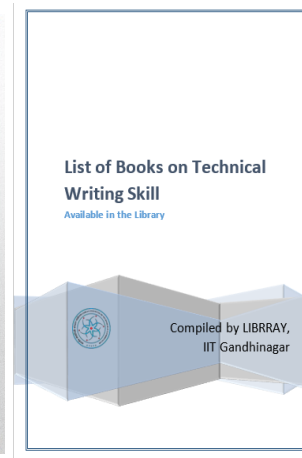 List of Books on Technical
Writing Skill
Available in the Library
Compiled by LIBRRAY,
IIT Gandhinagar